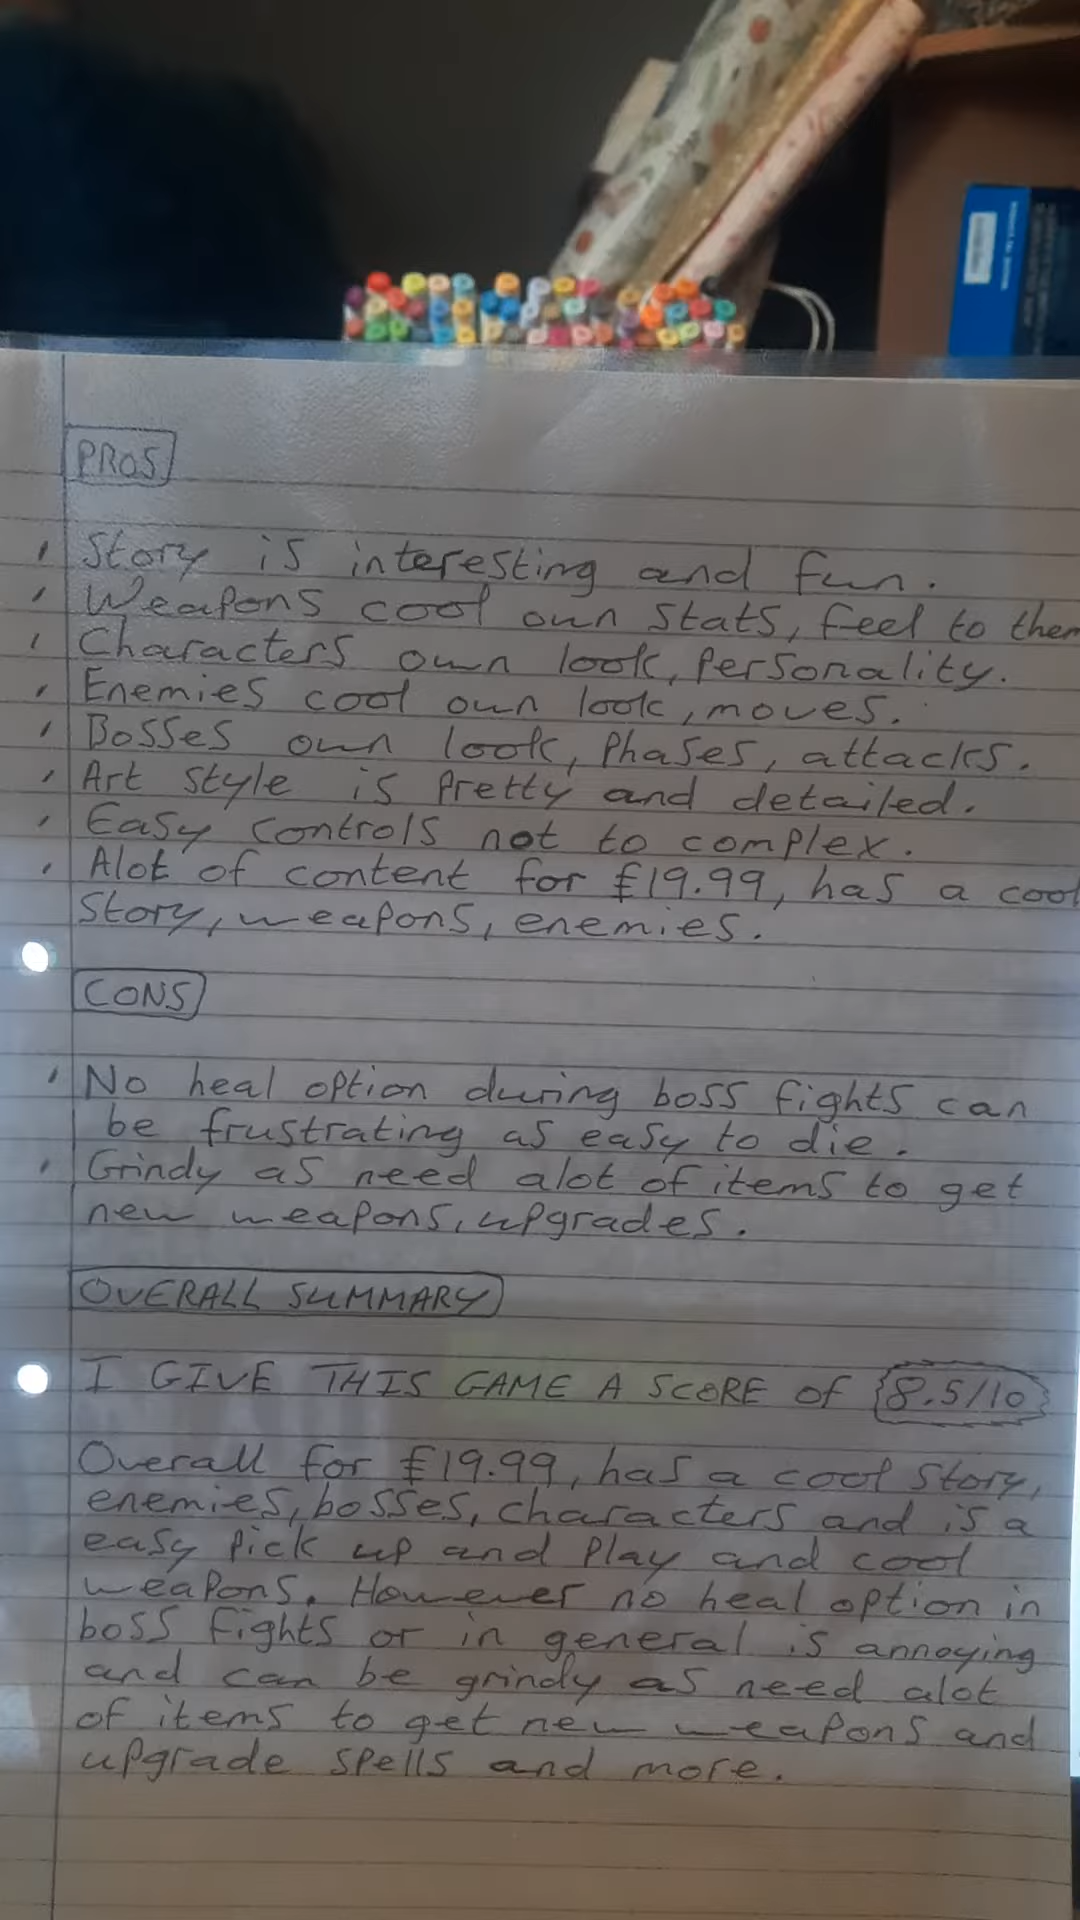 PROS
Story is interesting and fun.
Weapons cool own stats, feel to them
Characters own look, personality.
Enemies cool own look, moves.
Bosses own look, phases, attacks.
Art style is pretty and detailed.
Easy controls not to complex.
Alot of content for £19.99, has a cool
story, weapons, enemies.
CONS
No heal option during boss fights can
be frustrating as easy to die.
Grindy as need alot of items to get
new weapons, upgrades.
OVERALL SUMMARY
I GIVE THIS GAME A SCORE OF 8.5/10
Overall for £19.99, has a cool story,
enemies, bosses, characters and is a
easy pick up and play and cool
weapons. However no heal option in
boss fights or in general is annoying
and can be grindy as need alot
of items to get new weapons and
upgrade spells and more.